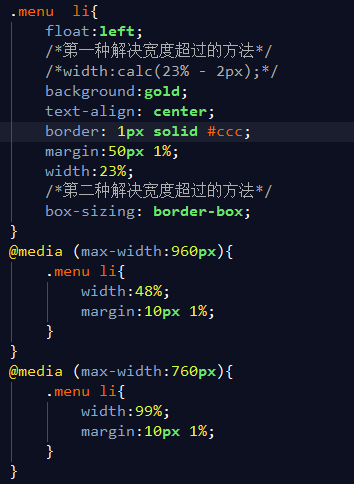 .menu  li{
    float:left;
    /*第一种解决宽度超过的方法*/
    /*width:calc(23% - 2px);*/
    background:gold;
    text-align: center;
    border: 1px solid #ccc;
    margin:50px 1%;
    width:23%;
    /*第二种解决宽度超过的方法*/
    box-sizing: border-box;
}
@media (max-width:960px){
    .menu li{
        width:48%;
        margin:10px 1%;
    }
}
@media (max-width:760px){
    .menu li{
        width:99%;
        margin:10px 1%;
    }
}